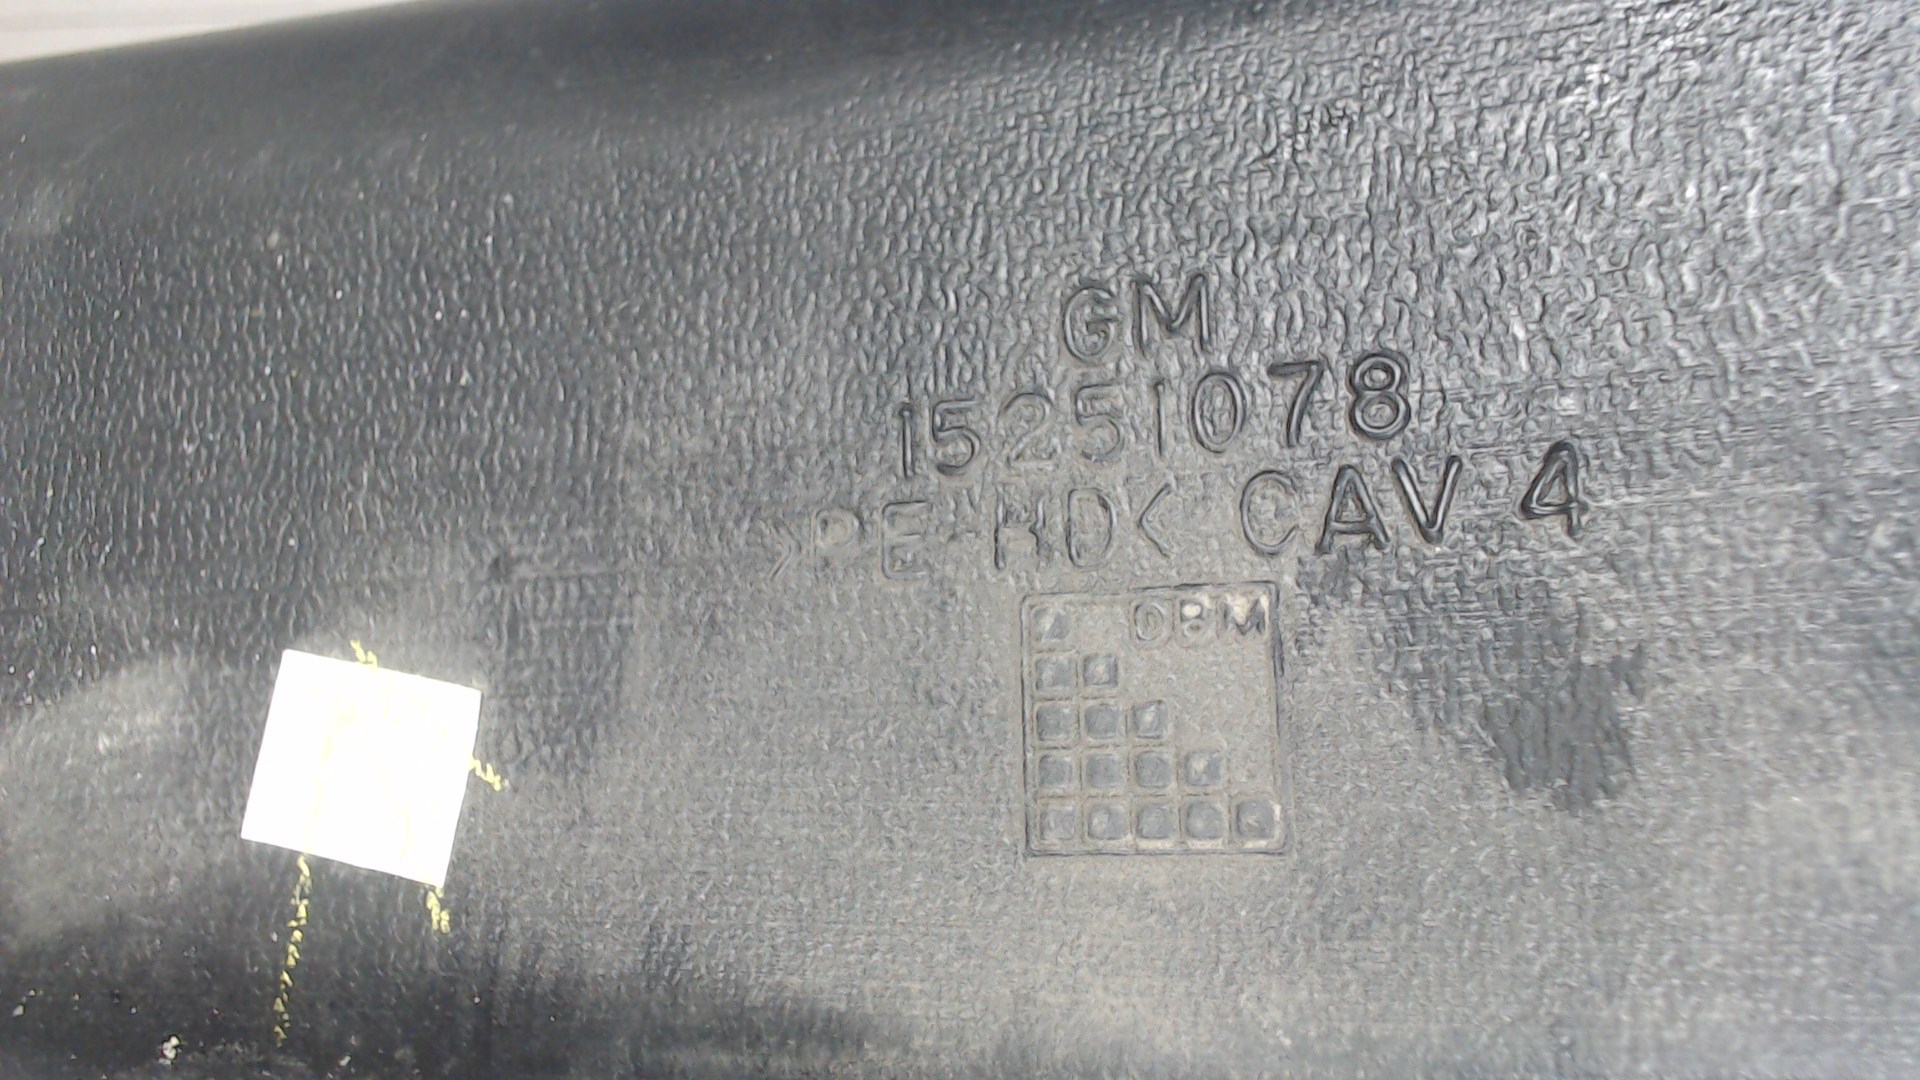 GM
15251078
>PE-HD< CAV 4
DBM